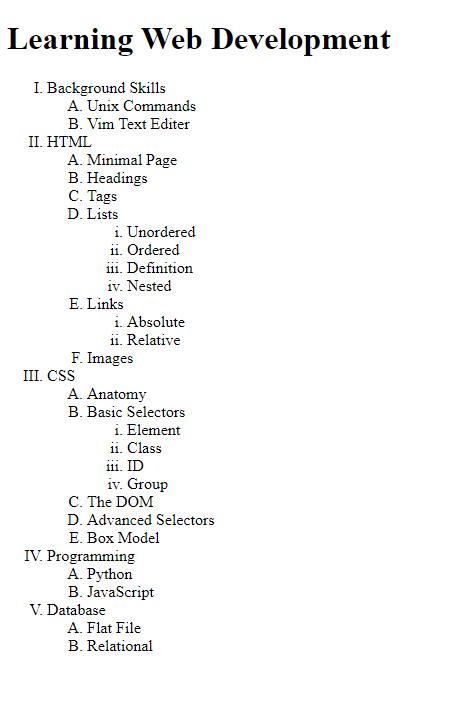 Learning Web Development
I. Background Skills
A. Unix Commands
B. Vim Text Editer
II. HTML
A. Minimal Page
B. Headings
C. Tags
D. Lists
i. Unordered
ii. Ordered
iii. Definition
iv. Nested
E. Links
i. Absolute
ii. Relative
F. Images
III. CSS
A. Anatomy
B. Basic Selectors
i. Element
ii. Class
iii. ID
iv. Group
C. The DOM
D. Advanced Selectors
E. Box Model
IV. Programming
A. Python
B. JavaScript
V. Database
A. Flat File
B. Relational